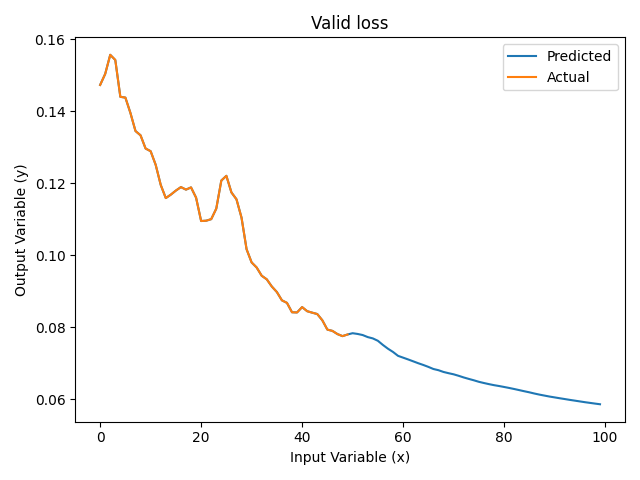 Valid loss
Predicted
Actual
Output Variable (y)
0.16
0.14
0.12
0.10
0.08
0.06
0
20
40
60
80
100
Input Variable (x)